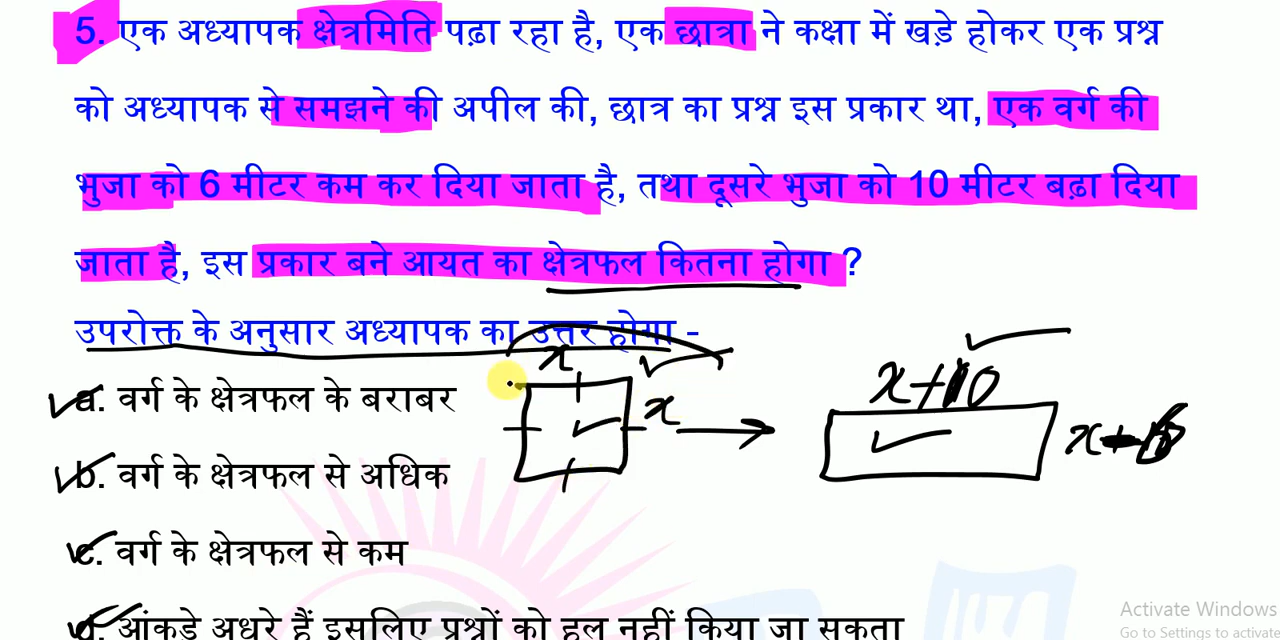 5. एक अध्यापक क्षेत्रमिति पढ़ा रहा है, एक छात्रा ने कक्षा में खड़े होकर एक प्रश्न
को अध्यापक से समझने की अपील की, छात्र का प्रश्न इस प्रकार था, एक वर्ग की
भुजा को 6 मीटर कम कर दिया जाता है, तथा दूसरे भुजा को 10 मीटर बढ़ा दिया
जाता है, इस प्रकार बने आयत का क्षेत्रफल कितना होगा ?
उपरोक्त के अनुसार अध्यापक का उत्तर होगा -
x
x+10
a. वर्ग के क्षेत्रफल के बराबर
x
x-6
b. वर्ग के क्षेत्रफल से अधिक
c. वर्ग के क्षेत्रफल से कम
d. आंकड़े अधूरे हैं इसलिए प्रश्नों को हल नहीं किया जा सकता
Activate Windows
Go to Settings to activate